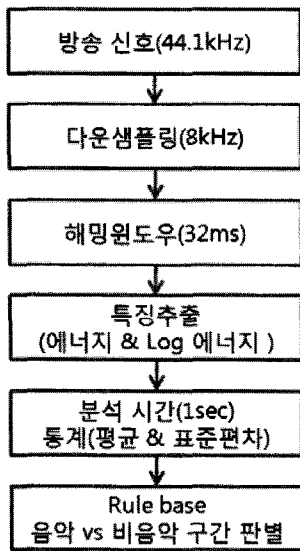 방송 신호(44.1kHz)
다운샘플링(8kHz)
해밍윈도우(32ms)
특징추출
(에너지 & Log 에너지 )
분석 시간(1sec)
통계(평균 & 표준편차)
Rule base
음악 vs 비음악 구간 판별